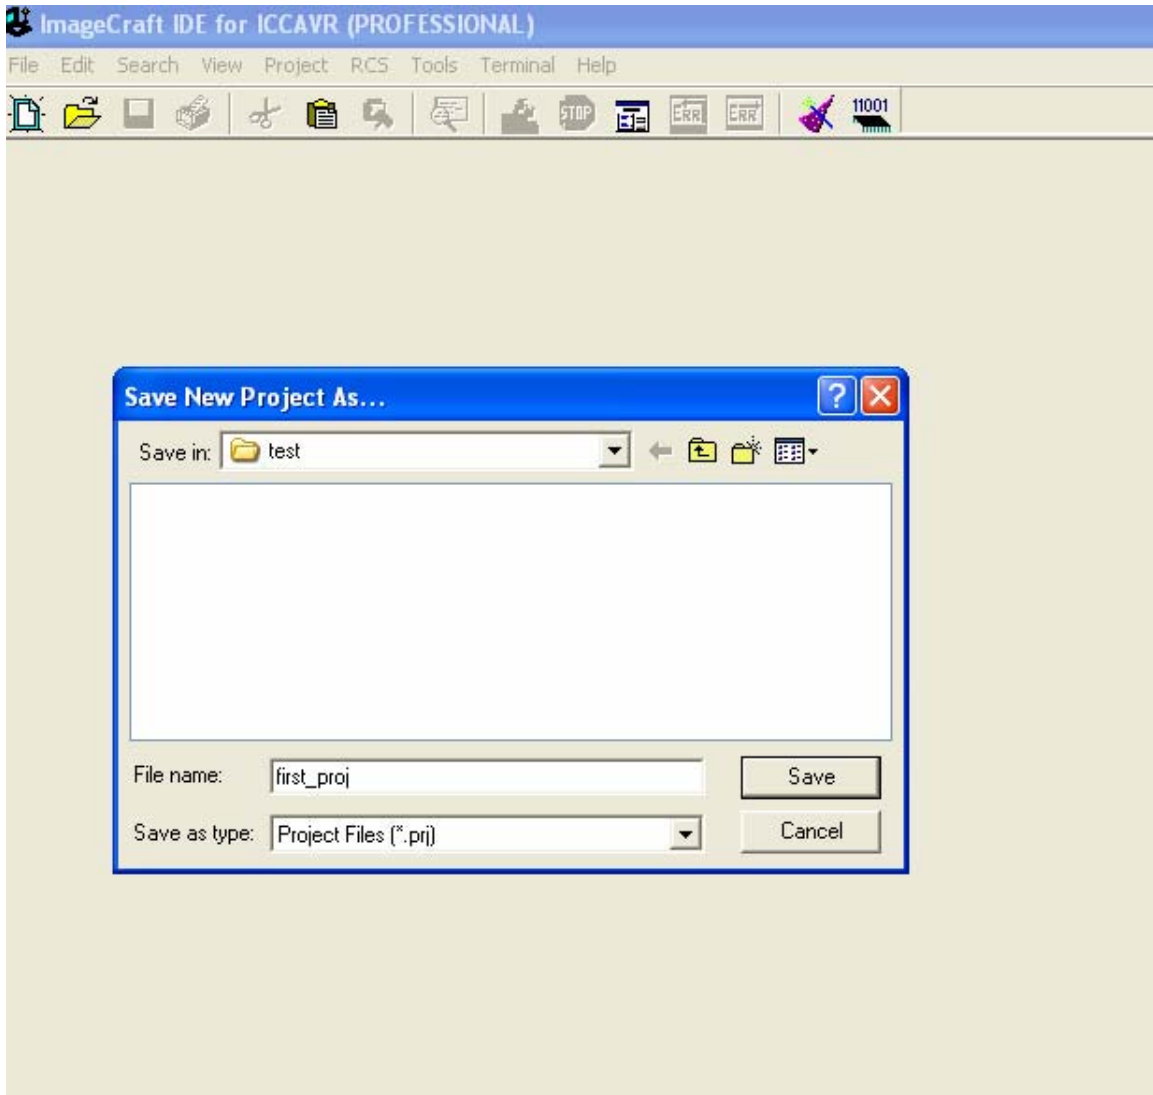 ImageCraft IDE for ICCAVR (PROFESSIONAL)
File Edit Search View Project RCS Tools Terminal Help
STOP ERR ERR 11001
Save New Project As...
Save in: test
File name: first_proj Save
Save as type: Project Files (*.prj) Cancel